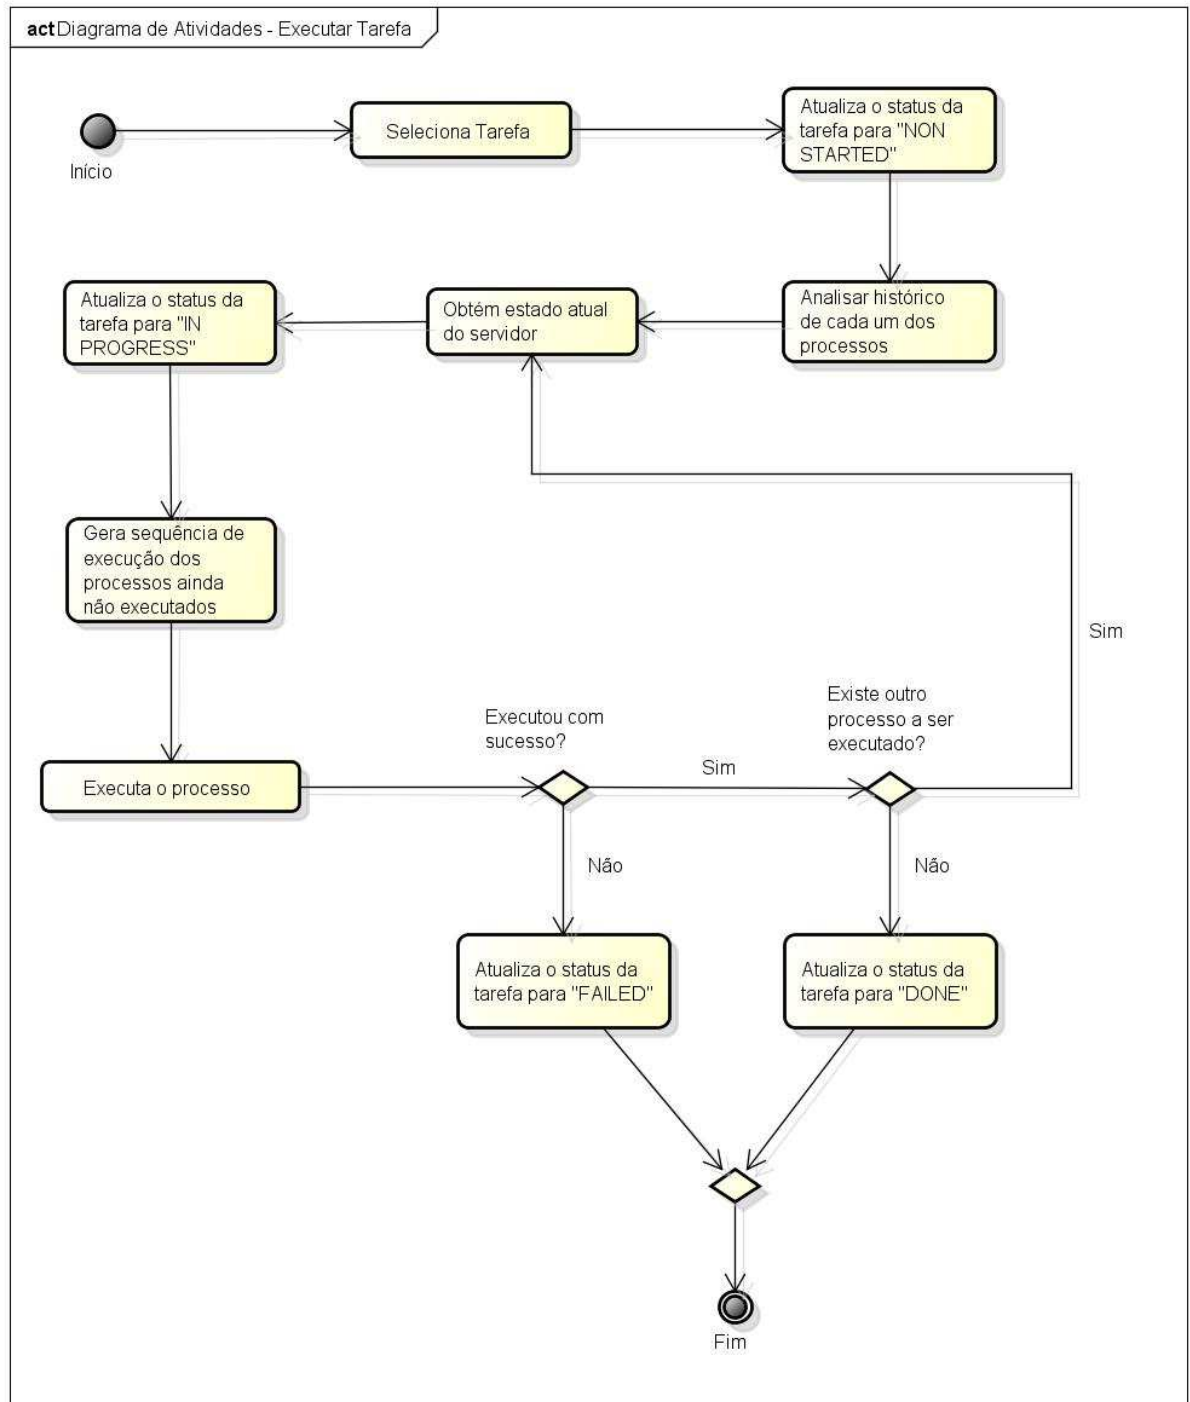 act Diagrama de Atividades - Executar Tarefa
Início
Seleciona Tarefa
Atualiza o status da
tarefa para "NON
STARTED"
Analisar histórico
de cada um dos
processos
Obtém estado atual
do servidor
Atualiza o status da
tarefa para "IN
PROGRESS"
Gera sequência de
execução dos
processos ainda
não executados
Executa o processo
Executou com
sucesso?
Sim
Existe outro
processo a ser
executado?
Sim
Não
Não
Atualiza o status da
tarefa para "FAILED"
Atualiza o status da
tarefa para "DONE"
Fim